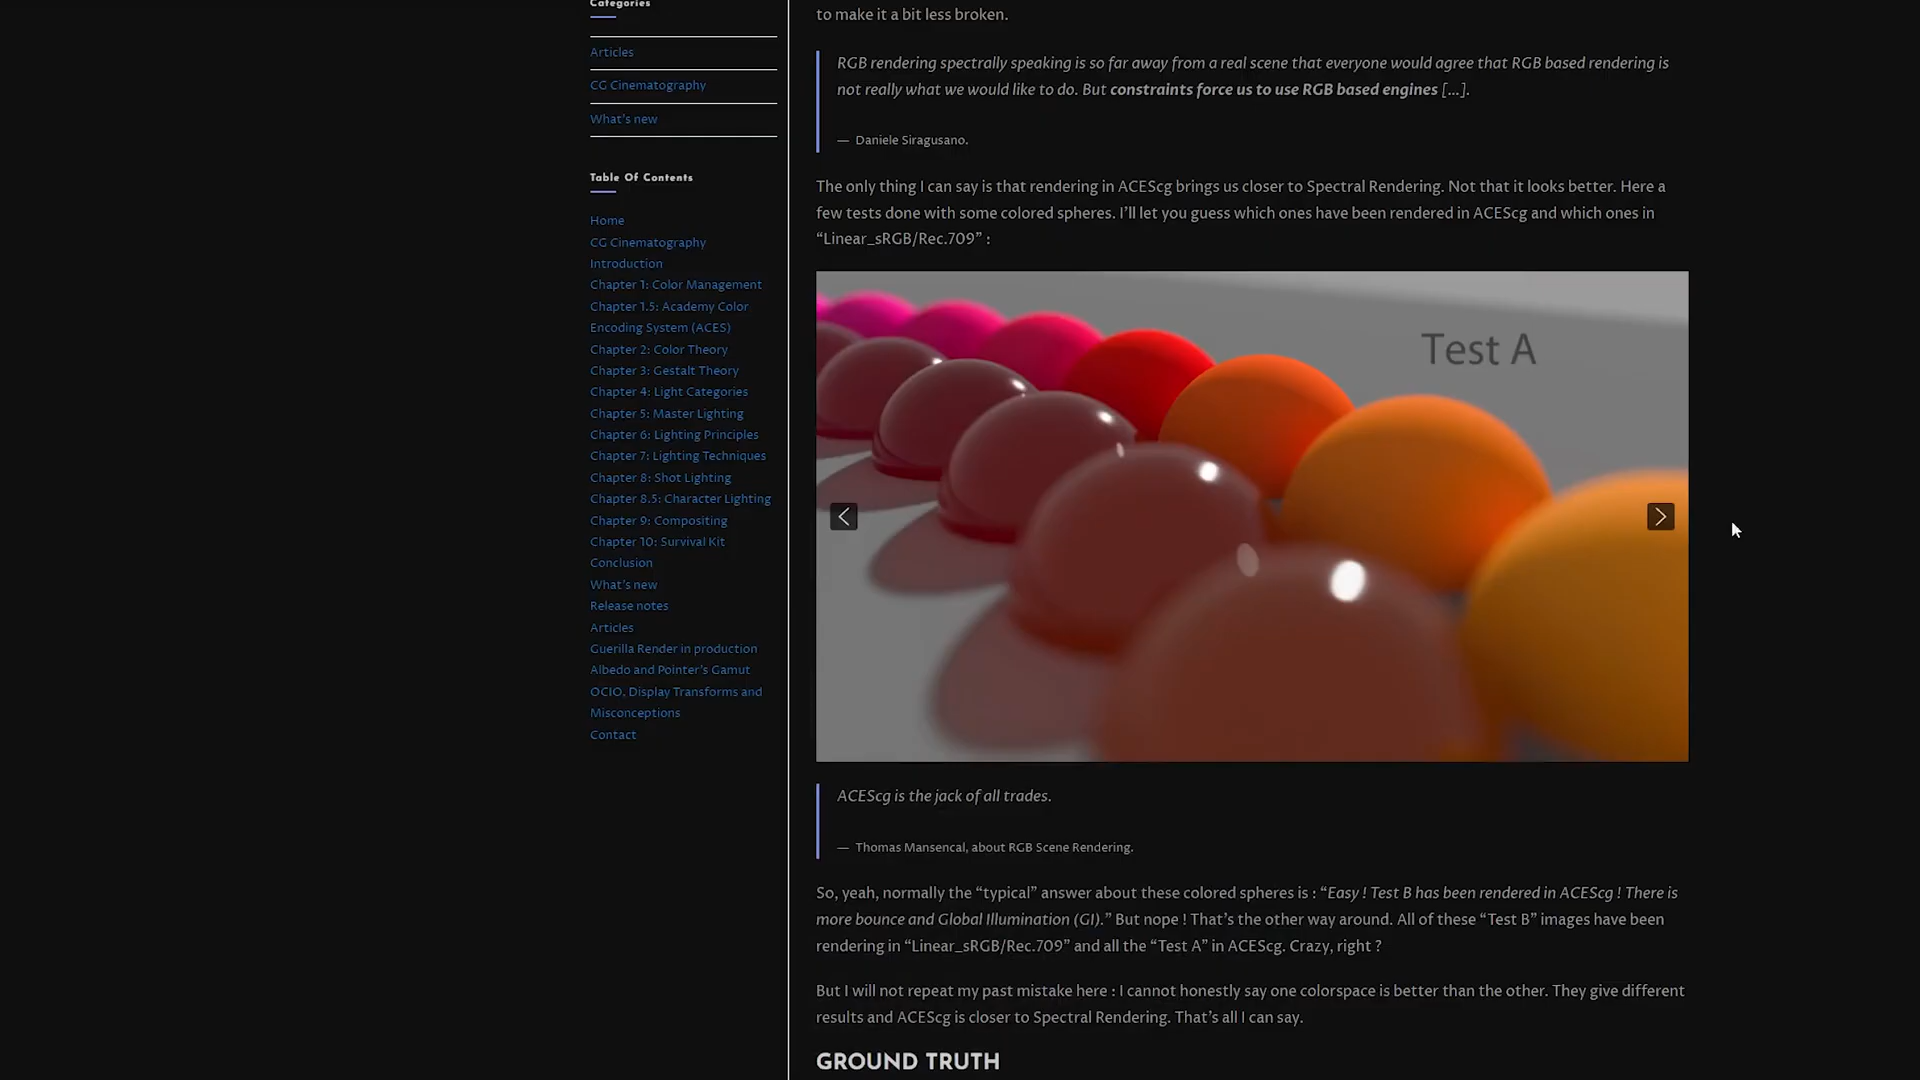 Categories
Articles
CG Cinematography
What's new
Table Of Contents
Home
CG Cinematography
Introduction
Chapter 1: Color Management
Chapter 1.5: Academy Color
Encoding System (ACES)
Chapter 2: Color Theory
Chapter 3: Gestalt Theory
Chapter 4: Light Categories
Chapter 5: Master Lighting
Chapter 6: Lighting Principles
Chapter 7: Lighting Techniques
Chapter 8: Shot Lighting
Chapter 8.5: Character Lighting
Chapter 9: Compositing
Chapter 10: Survival Kit
Conclusion
What's new
Release notes
Articles
Guerilla Render in production
Albedo and Pointer's Gamut
OCIO, Display Transforms and
Misconceptions
Contact
to make it a bit less broken.
RGB rendering spectrally speaking is so far away from a real scene that everyone would agree that RGB based rendering is
not really what we would like to do. But constraints force us to use RGB based engines [...].
— Daniele Siragusano.
The only thing I can say is that rendering in ACEScg brings us closer to Spectral Rendering. Not that it looks better. Here a
few tests done with some colored spheres. I'll let you guess which ones have been rendered in ACEScg and which ones in
“Linear_sRGB/Rec.709” :
Test A
ACEScg is the jack of all trades.
— Thomas Mansencal, about RGB Scene Rendering.
So, yeah, normally the “typical” answer about these colored spheres is : “Easy ! Test B has been rendered in ACEScg ! There is
more bounce and Global Illumination (GI).” But nope ! That's the other way around. All of these “Test B” images have been
rendering in “Linear_sRGB/Rec.709” and all the “Test A” in ACEScg. Crazy, right ?
But I will not repeat my past mistake here : I cannot honestly say one colorspace is better than the other. They give different
results and ACEScg is closer to Spectral Rendering. That's all I can say.
GROUND TRUTH